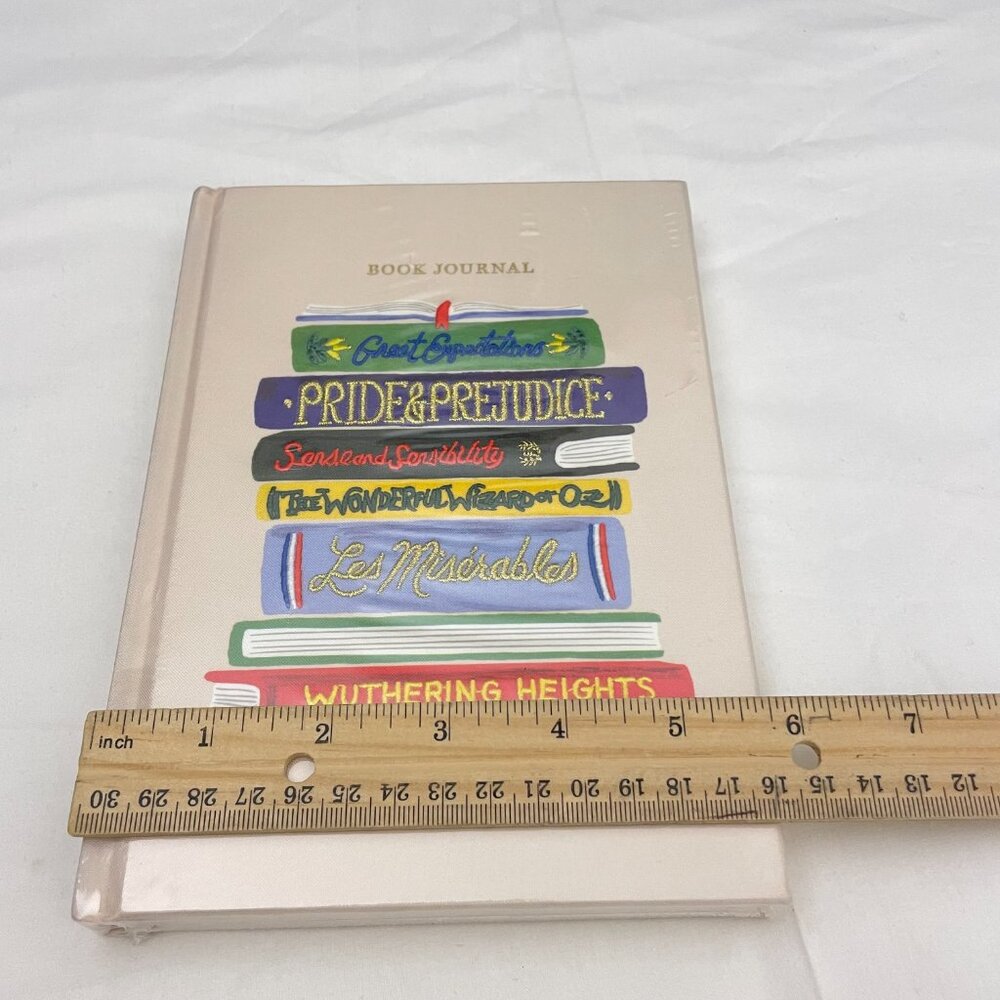 BOOK JOURNAL
Great Expectations
·PRIDE&PREJUDICE·
Sense and Sensibility
THE WONDERFUL WIZARD OF OZ
Les Misérables
WUTHERING HEIGHTS
inch 1 2 3 4 5 6 7
30 29 28 27 26 25 24 23 22 21 20 19 18 17 16 15 14 13 12